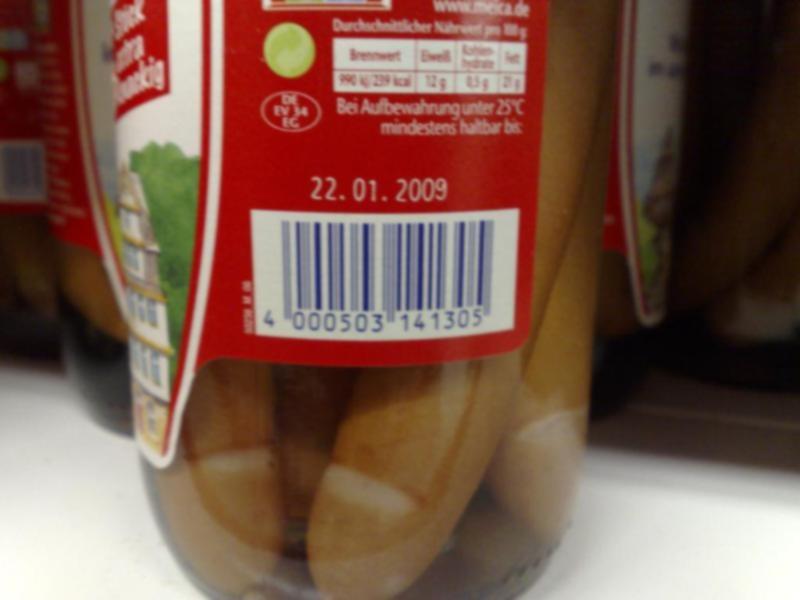 www.meica.de
Durchschnittlicher Nährwert pro 100 g:
Brennwert Eiweiß Kohlen-hydrate Fett
990 kJ/239 kcal 12 g 0,5 g 21 g
DE
EV 34
EG
Bei Aufbewahrung unter 25°C
mindestens haltbar bis:
22. 01. 2009
4 000503 141305